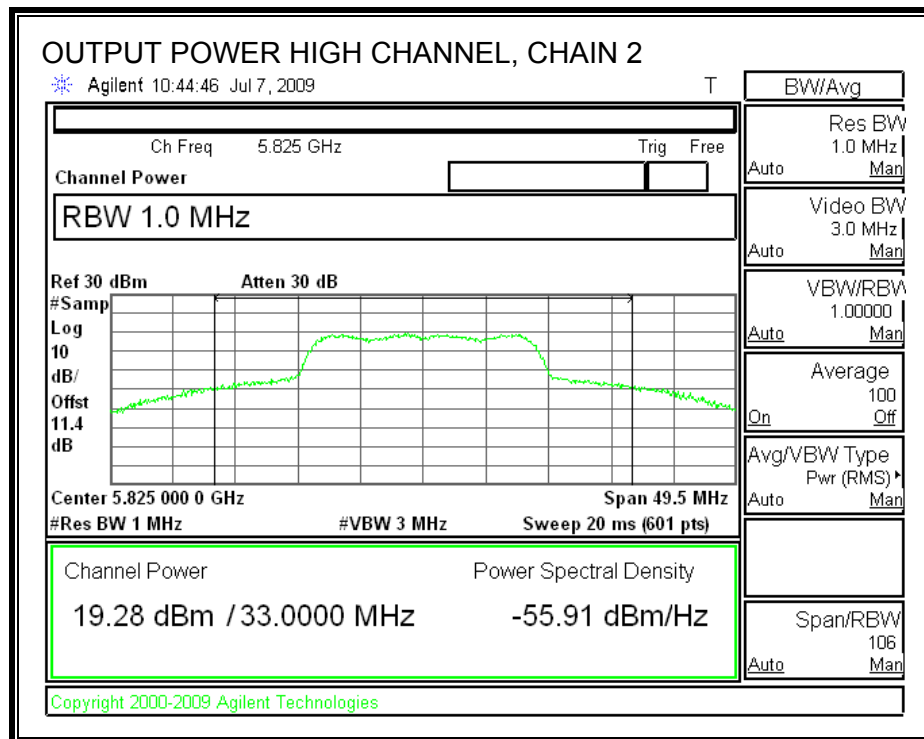 OUTPUT POWER HIGH CHANNEL, CHAIN 2
Agilent 10:44:46 Jul 7, 2009 T
Ch Freq 5.825 GHz Trig Free
Channel Power
RBW 1.0 MHz
Ref 30 dBm Atten 30 dB
#Samp
Log
10
dB/
Offst
11.4
dB
Center 5.825 000 0 GHz Span 49.5 MHz
#Res BW 1 MHz #VBW 3 MHz Sweep 20 ms (601 pts)
Channel Power Power Spectral Density
19.28 dBm / 33.0000 MHz -55.91 dBm/Hz
Copyright 2000-2009 Agilent Technologies
BW/Avg
Res BW
1.0 MHz
Auto Man
Video BW
3.0 MHz
Auto Man
VBW/RBW
1.00000
Auto Man
Average
100
On Off
Avg/VBW Type
Pwr (RMS)
Auto Man
Span/RBW
106
Auto Man